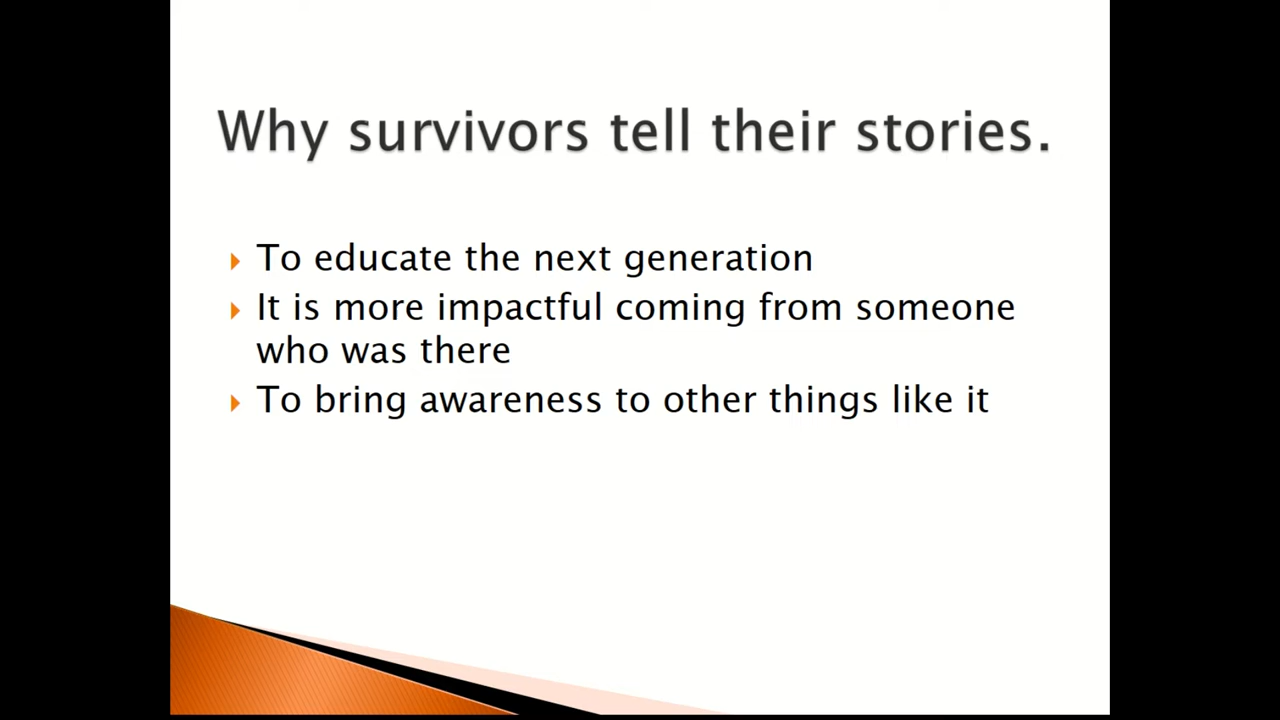 Why survivors tell their stories.
To educate the next generation
It is more impactful coming from someone
who was there
To bring awareness to other things like it